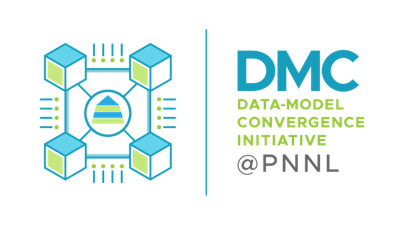 DMC
DATA-MODEL
CONVERGENCE
INITIATIVE
@PNNL